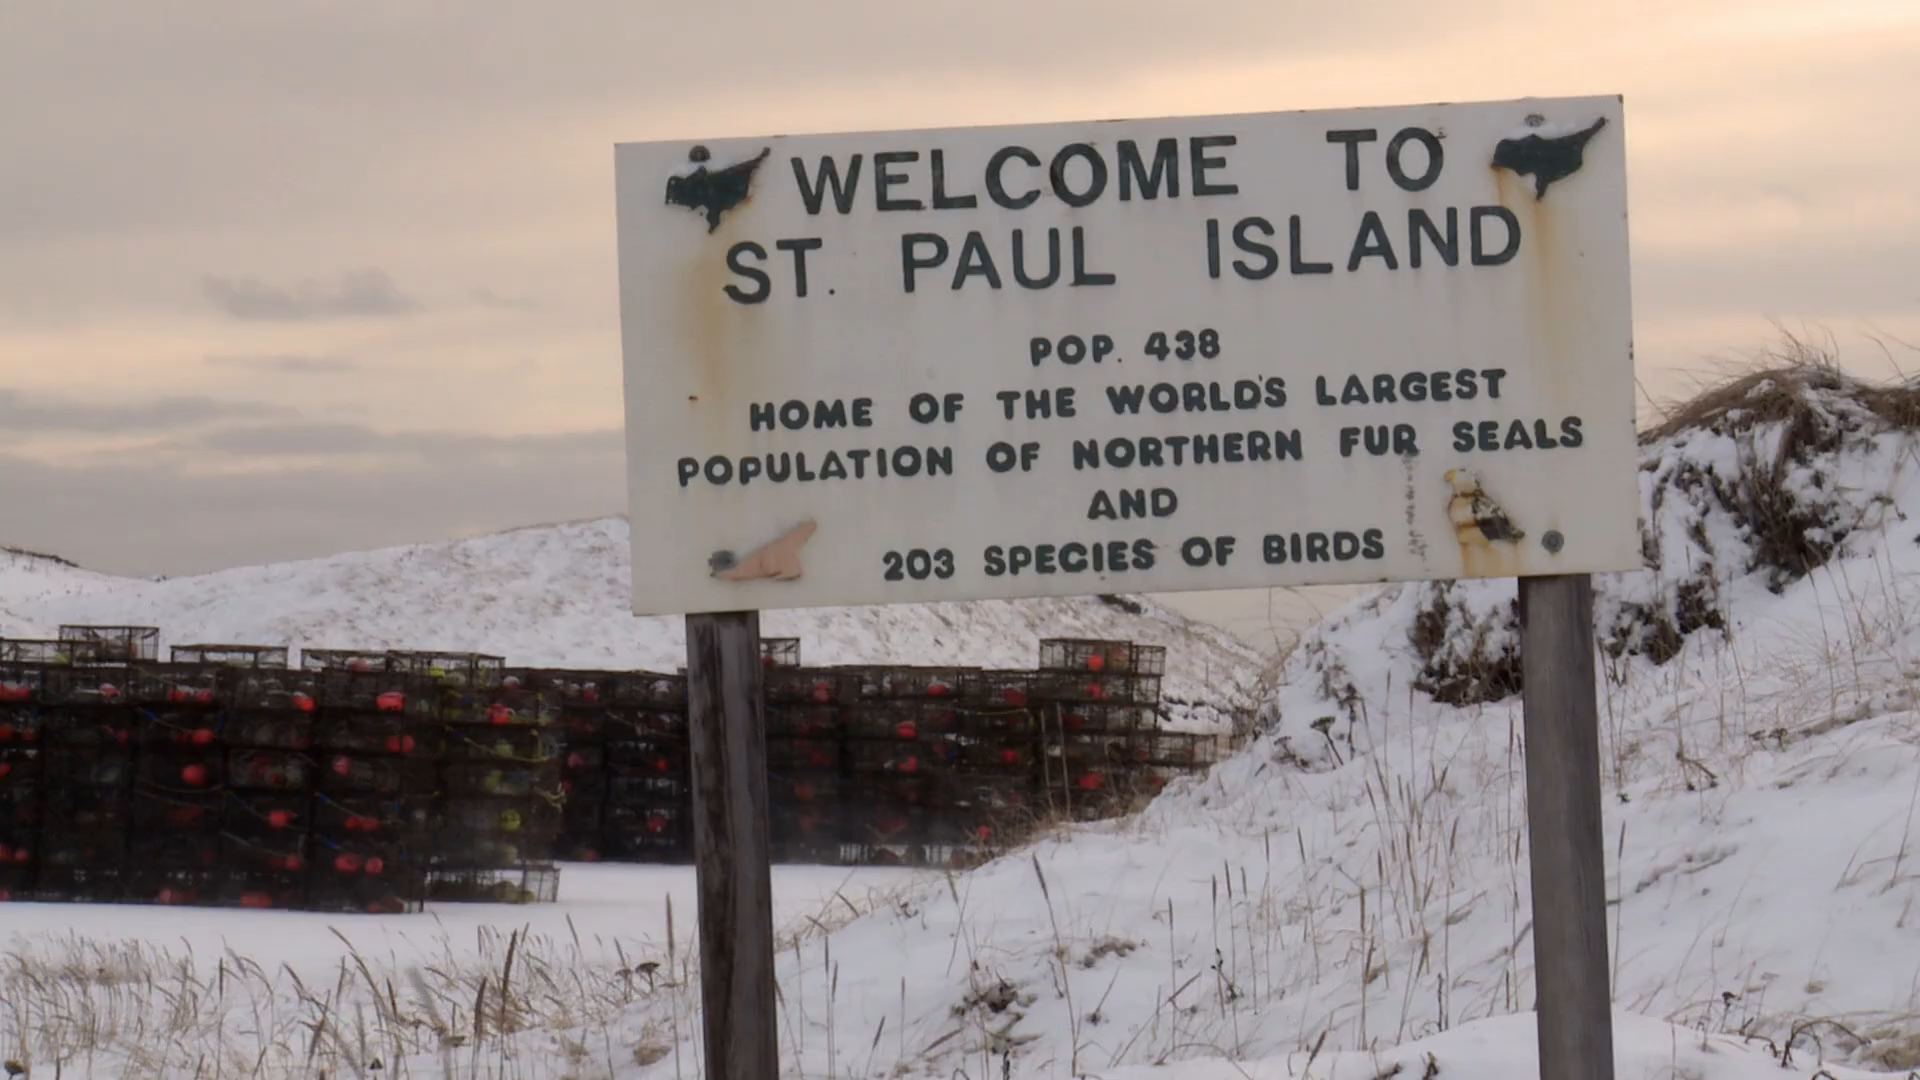 WELCOME TO
ST. PAUL ISLAND
POP. 438
HOME OF THE WORLD'S LARGEST
POPULATION OF NORTHERN FUR SEALS
AND
203 SPECIES OF BIRDS